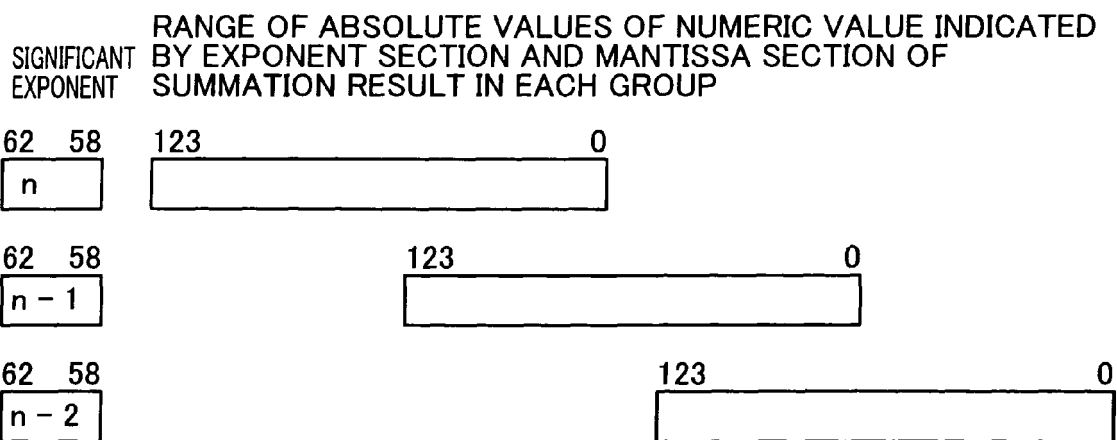 RANGE OF ABSOLUTE VALUES OF NUMERIC VALUE INDICATED
SIGNIFICANT BY EXPONENT SECTION AND MANTISSA SECTION OF
EXPONENT SUMMATION RESULT IN EACH GROUP
62 58 123 0
n
62 58 123 0
n - 1
62 58 123 0
n - 2